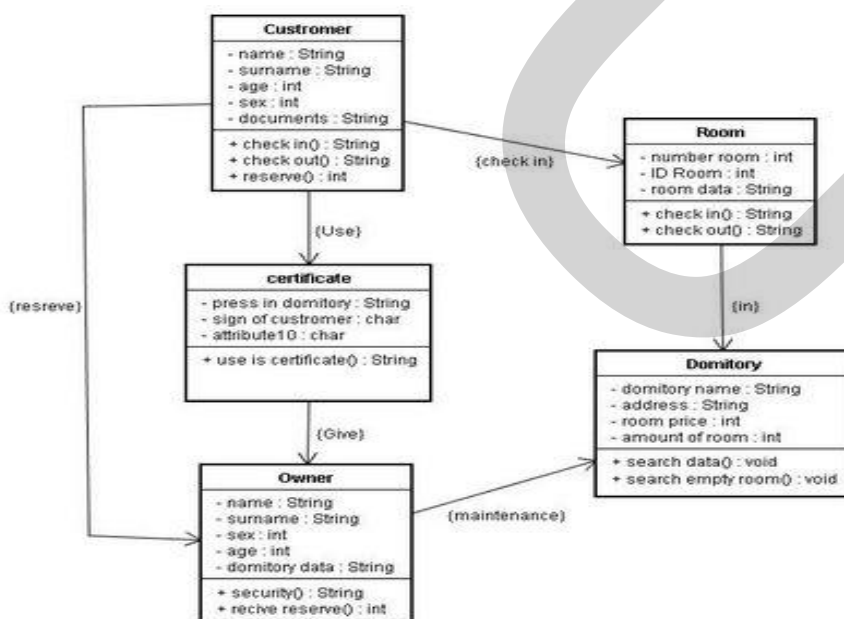 Custromer
- name : String
- surname : String
- age : int
- sex : int
- documents : String
+ check in() : String
+ check out() : String
+ reserve() : int
{check in}
Room
- number room : int
- ID Room : int
- room data : String
+ check in() : String
+ check out() : String
{Use}
certificate
- press in domitory : String
- sign of custromer : char
- attribute10 : char
+ use is certificate() : String
{resreve}
{in}
Domitory
- domitory name : String
- address : String
- room price : int
- amount of room : int
+ search data() : void
+ search empty room() : void
{Give}
Owner
- name : String
- surname : String
- sex : int
- age : int
- domitory data : String
+ security() : String
+ recive reserve() : int
{maintenance}